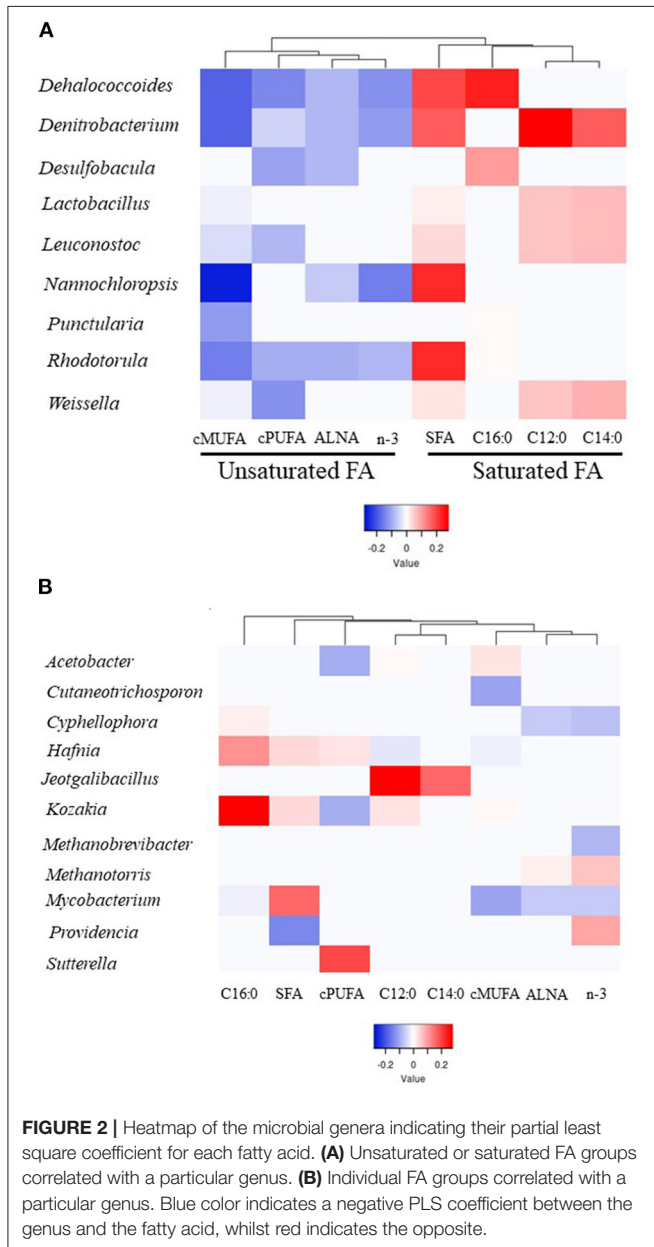 A
Dehalococcoides
Denitrobacterium
Desulfobacula
Lactobacillus
Leuconostoc
Nannochloropsis
Punctularia
Rhodotorula
Weissella
cMUFA cPUFA ALNA n-3 SFA C16:0 C12:0 C14:0
Unsaturated FA Saturated FA
-0.2 0 0.2
Value
B
Acetobacter
Cutaneotrichosporon
Cyphellophora
Hafnia
Jeotgalibacillus
Kozakia
Methanobrevibacter
Methanotorris
Mycobacterium
Providencia
Sutterella
C16:0 SFA cPUFA C12:0 C14:0 cMUFA ALNA n-3
-0.2 0 0.2
Value
FIGURE 2 | Heatmap of the microbial genera indicating their partial least
square coefficient for each fatty acid. (A) Unsaturated or saturated FA groups
correlated with a particular genus. (B) Individual FA groups correlated with a
particular genus. Blue color indicates a negative PLS coefficient between the
genus and the fatty acid, whilst red indicates the opposite.